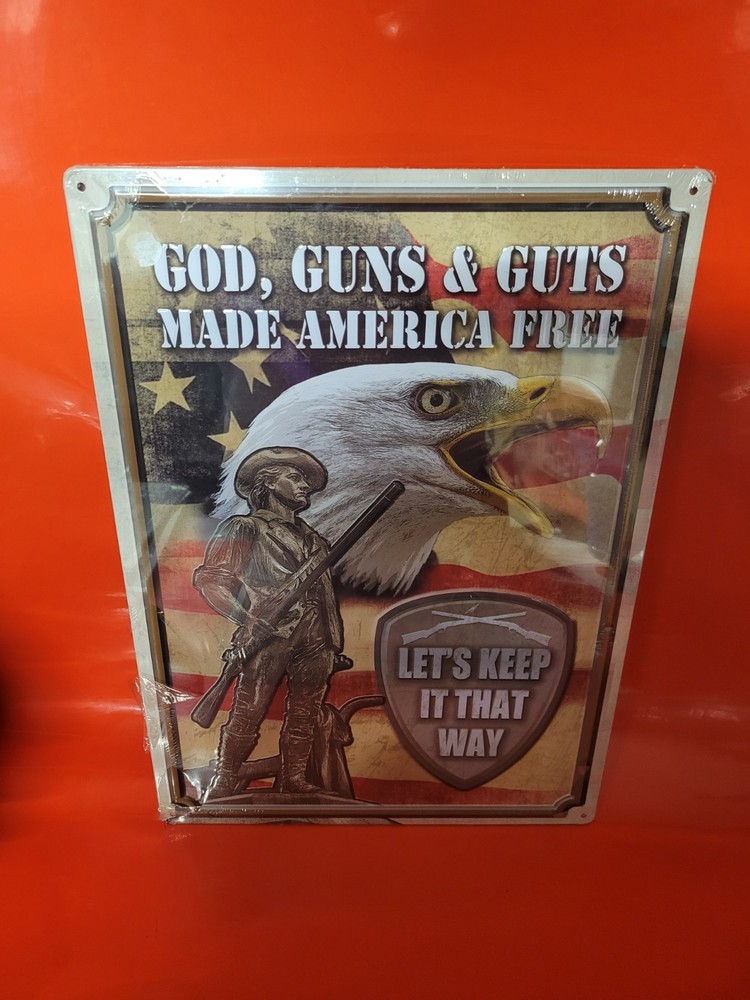 GOD, GUNS & GUTS
MADE AMERICA FREE
LET'S KEEP
IT THAT
WAY